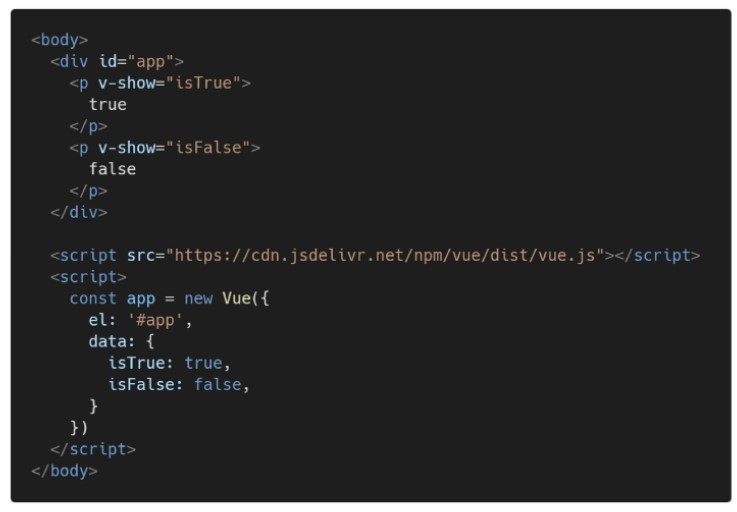 <body>
  <div id="app">
    <p v-show="isTrue">
      true
    </p>
    <p v-show="isFalse">
      false
    </p>
  </div>

  <script src="https://cdn.jsdelivr.net/npm/vue/dist/vue.js"></script>
  <script>
    const app = new Vue({
      el: '#app',
      data: {
        isTrue: true,
        isFalse: false,
      }
    })
  </script>
</body>